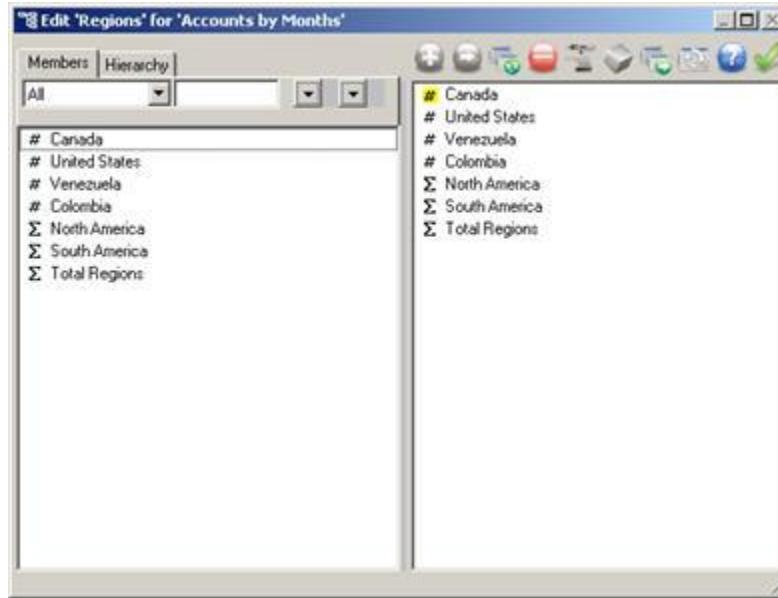 Edit 'Regions' for 'Accounts by Months'
Members Hierarchy
All
# Canada
# United States
# Venezuela
# Colombia
Σ North America
Σ South America
Σ Total Regions
# Canada
# United States
# Venezuela
# Colombia
Σ North America
Σ South America
Σ Total Regions